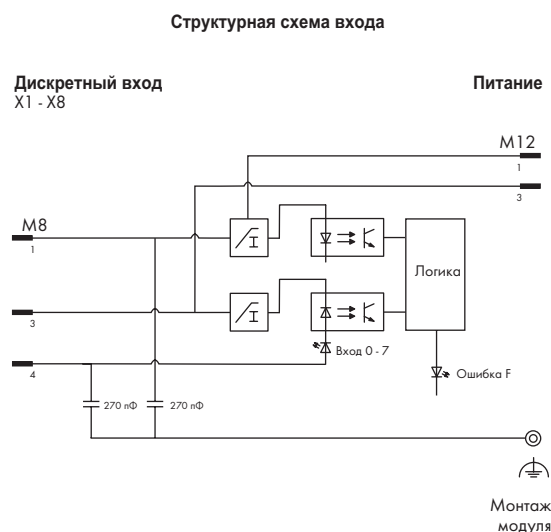 Структурная схема входа
Дискретный вход
X1 - X8
Питание
M12
1
3
M8
1
I
Логика
3
I
4
Вход 0 - 7
Ошибка F
270 пФ
270 пФ
Монтаж
модуля